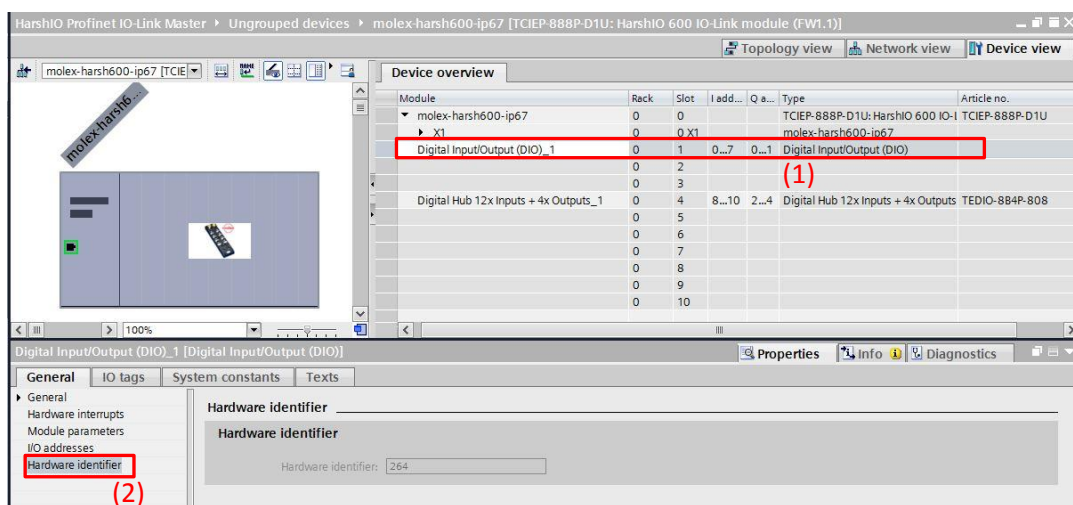 HarshIO Profinet IO-Link Master ▸ Ungrouped devices ▸ molex-harsh600-ip67 [TCIEP-888P-D1U: HarshIO 600 IO-Link module (FW1.1)]
Topology view Network view Device view
molex-harsh600-ip67 [TCIE
Device overview
molex-harsh6...
Module Rack Slot I add... Q a... Type Article no.
molex-harsh600-ip67 0 0 TCIEP-888P-D1U: HarshIO 600 IO-L TCIEP-888P-D1U
X1 0 0 X1 molex-harsh600-ip67
Digital Input/Output (DIO)_1 0 1 0...7 0...1 Digital Input/Output (DIO)
0 2
(1)
0 3
Digital Hub 12x Inputs + 4x Outputs_1 0 4 8...10 2...4 Digital Hub 12x Inputs + 4x Outputs TEDIO-884P-808
0 5
0 6
0 7
0 8
0 9
0 10
100%
Digital Input/Output (DIO)_1 [Digital Input/Output (DIO)]
Properties Info Diagnostics
General IO tags System constants Texts
General
Hardware interrupts
Module parameters
I/O addresses
Hardware identifier
(2)
Hardware identifier
Hardware identifier
Hardware identifier: 264